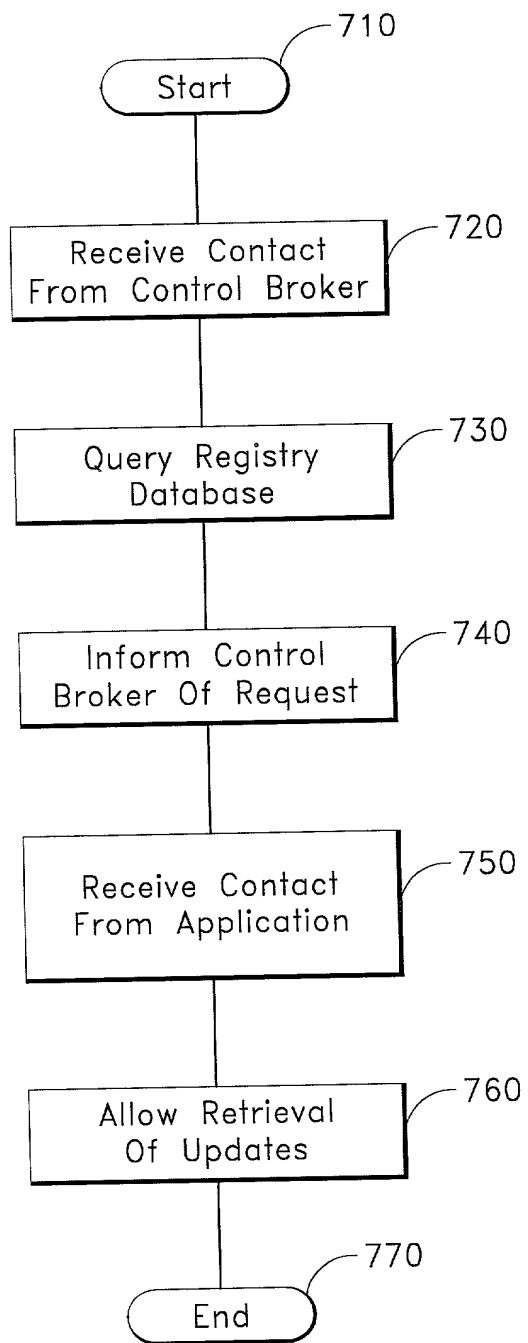 710
Start
720
Receive Contact
From Control Broker
730
Query Registry
Database
740
Inform Control
Broker Of Request
750
Receive Contact
From Application
760
Allow Retrieval
Of Updates
770
End